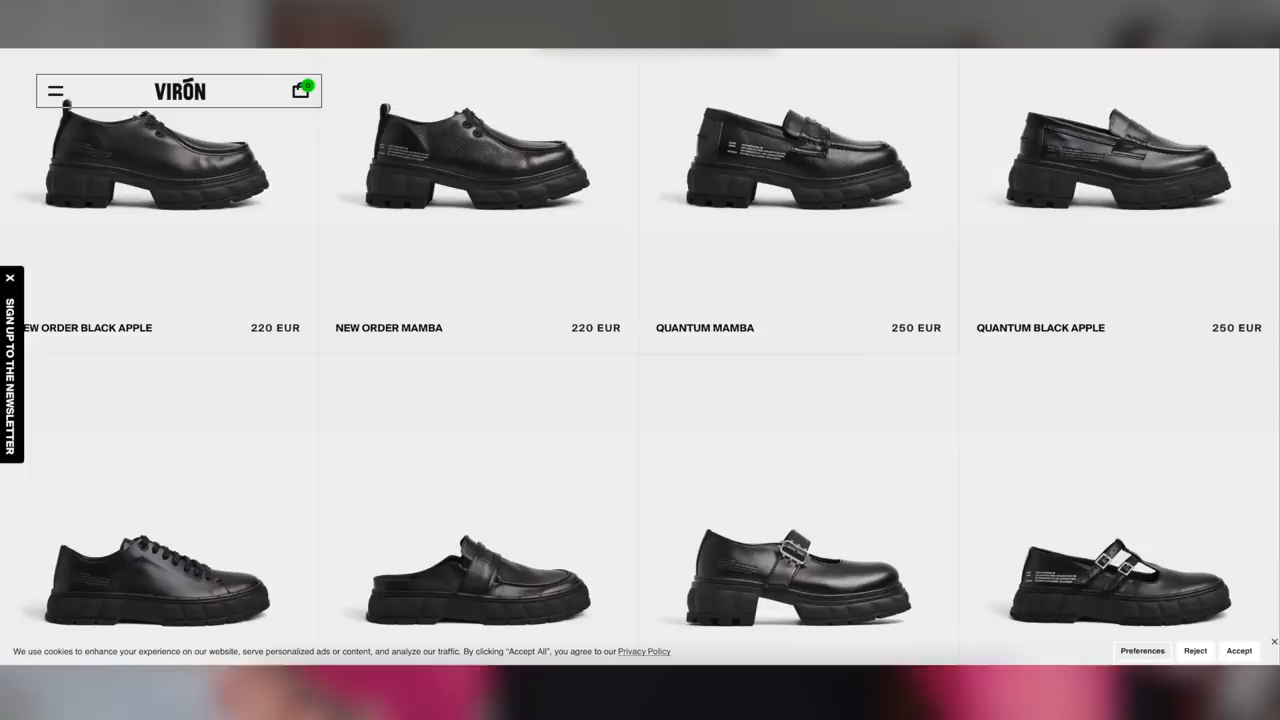 VIRÓN
0
EW ORDER BLACK APPLE 220 EUR
NEW ORDER MAMBA 220 EUR
QUANTUM MAMBA 250 EUR
QUANTUM BLACK APPLE 250 EUR
X SIGN UP TO THE NEWSLETTER
We use cookies to enhance your experience on our website, serve personalized ads or content, and analyze our traffic. By clicking “Accept All”, you agree to our Privacy Policy
Preferences Reject Accept